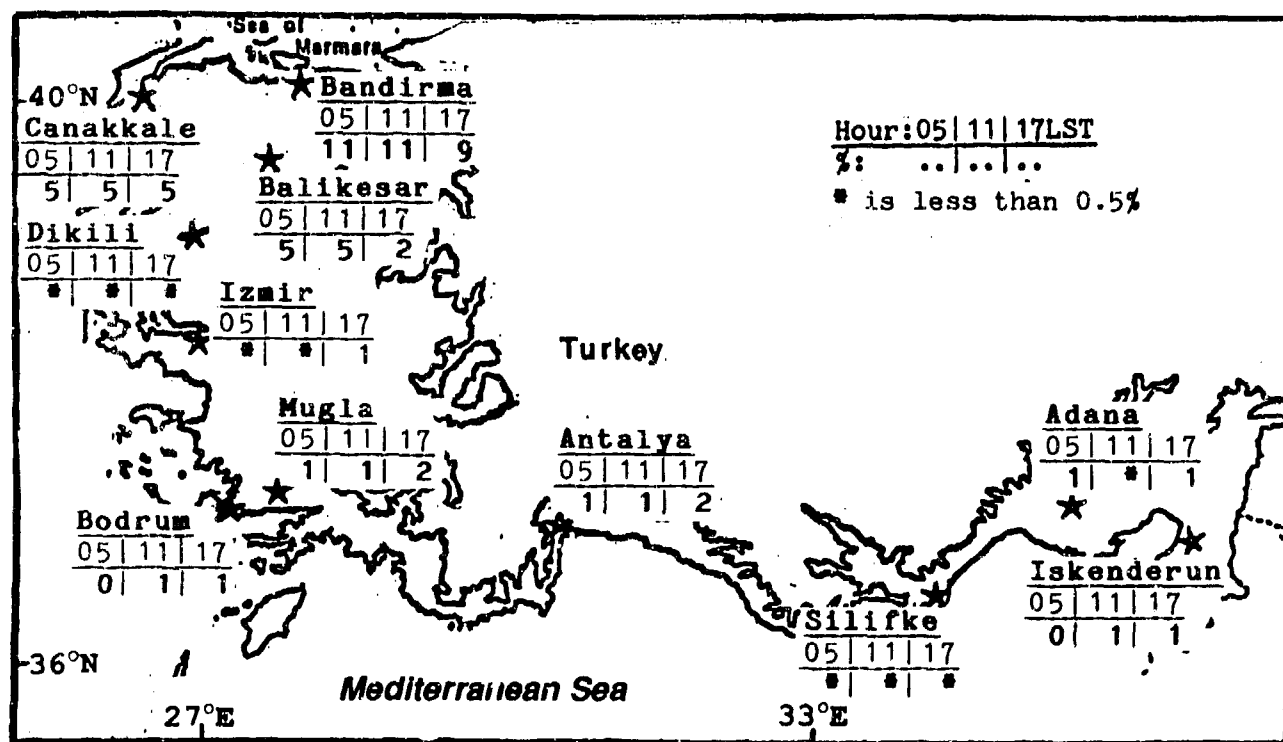 Sea of
Marmara
40°N
Bandirma
05|11|17
11|11| 9
Canakkale
05|11|17
5| 5| 5
Hour:05|11|17LST
%: ..|..|..
* is less than 0.5%
Balikesar
05|11|17
5| 5| 2
Dikili
05|11|17
*| *| *
Izmir
05|11|17
*| *| 1
Turkey
Mugla
05|11|17
1| 1| 2
Antalya
05|11|17
1| 1| 2
Adana
05|11|17
1| *| 1
Bodrum
05|11|17
0| 1| 1
Iskenderun
05|11|17
0| 1| 1
Silifke
05|11|17
*| *| *
36°N
Mediterranean Sea
27°E
33°E